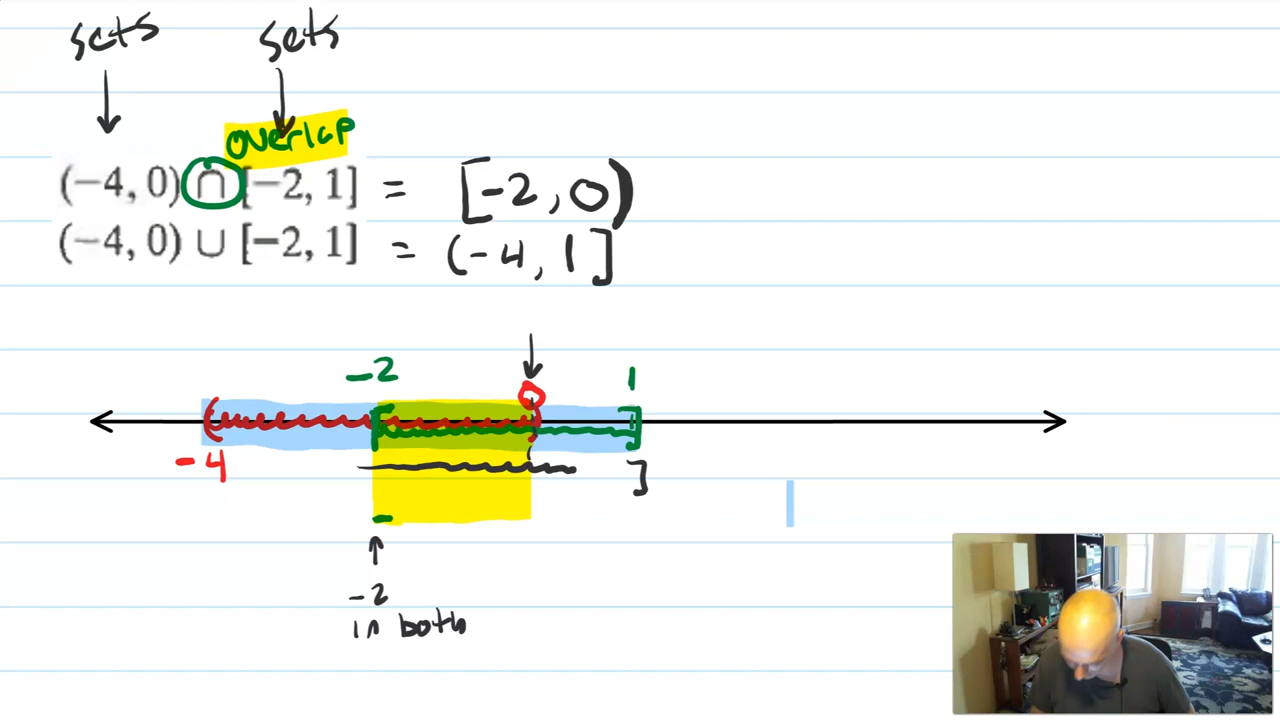 sets sets
overlap
(−4, 0) ∩ [−2, 1] = [-2, 0)
(−4, 0) ∪ [−2, 1] = (-4, 1]
-2 0 1
-4 ]
-2
in both